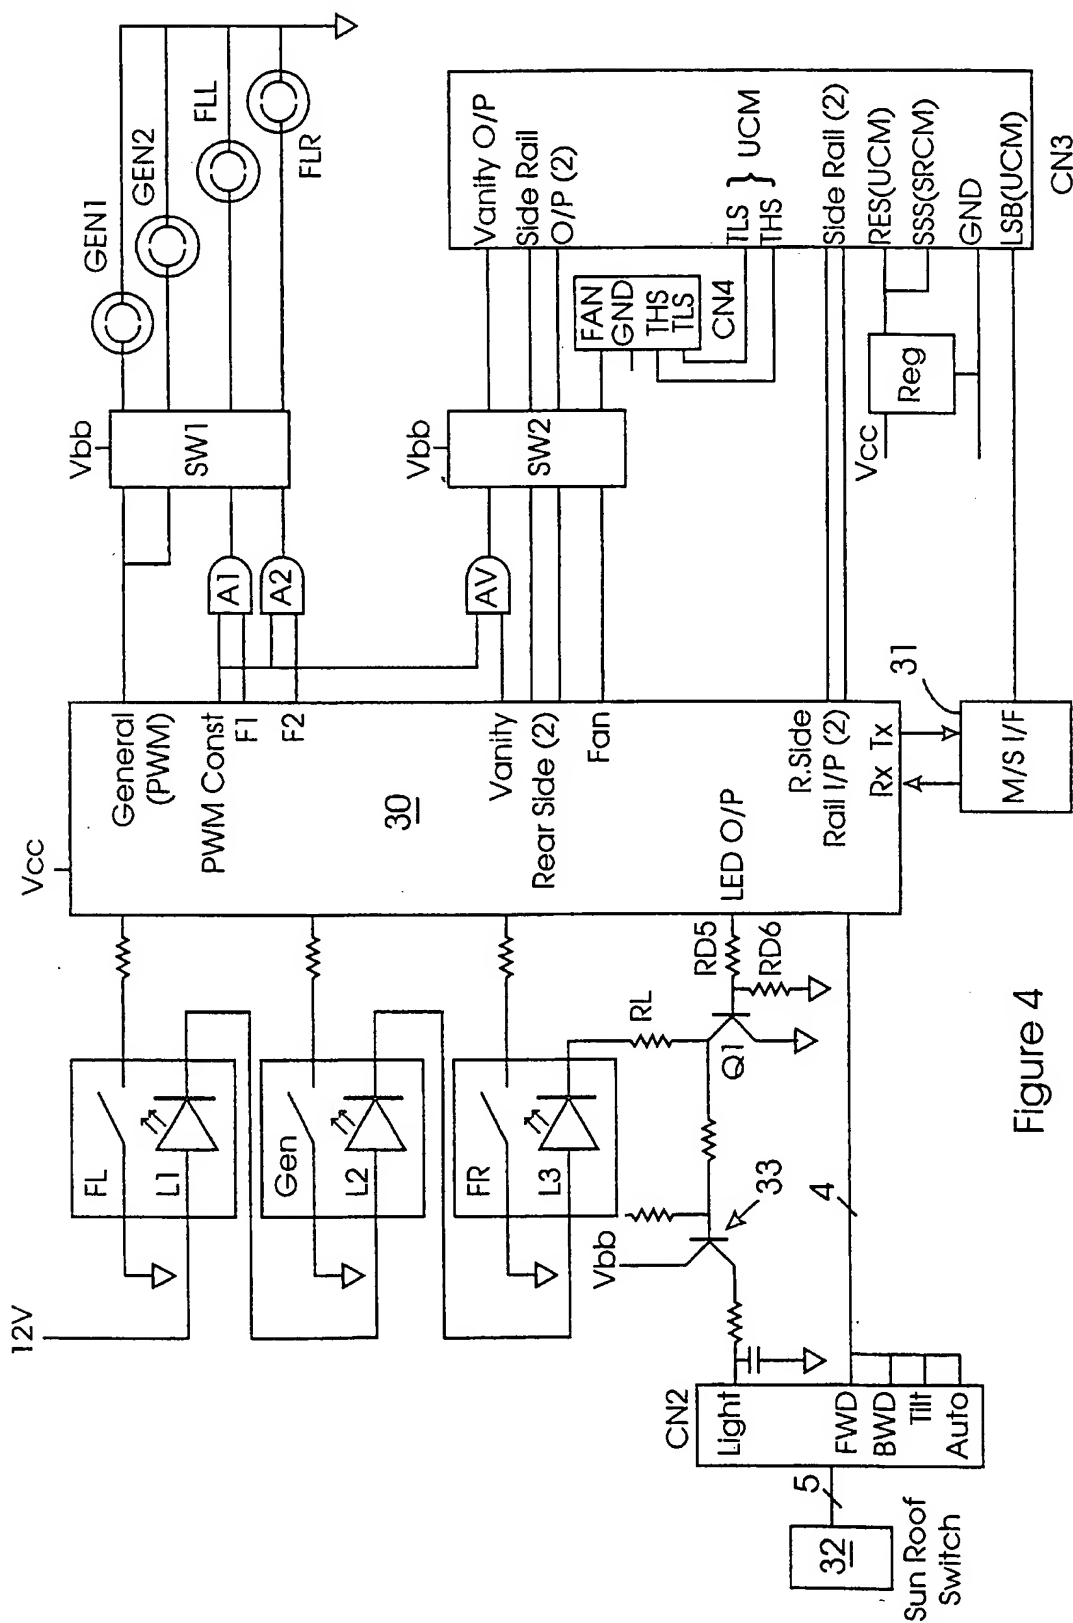 12V
FL
L1
Gen
L2
FR
L3
Vcc
General
(PWM)
PWM Const
F1
F2
30
Vanity
Rear Side (2)
Fan
LED O/P
R.Side
Rail I/P (2)
Rx Tx
A1
A2
AV
Vbb
SW1
GEN1
GEN2
FLL
FLR
Vbb
SW2
FAN
GND
THS
TLS
CN4
Vanity O/P
Side Rail
O/P (2)
TLS
THS
} UCM
Side Rail (2)
RES(UCM)
SSS(SRCM)
GND
LSB(UCM)
CN3
Vcc
Reg
31
M/S I/F
RD5
RD6
RL
Q1
Vbb
33
4
CN2
Light
FWD
BWD
Tilt
Auto
5
32
Sun Roof
Switch
Figure 4